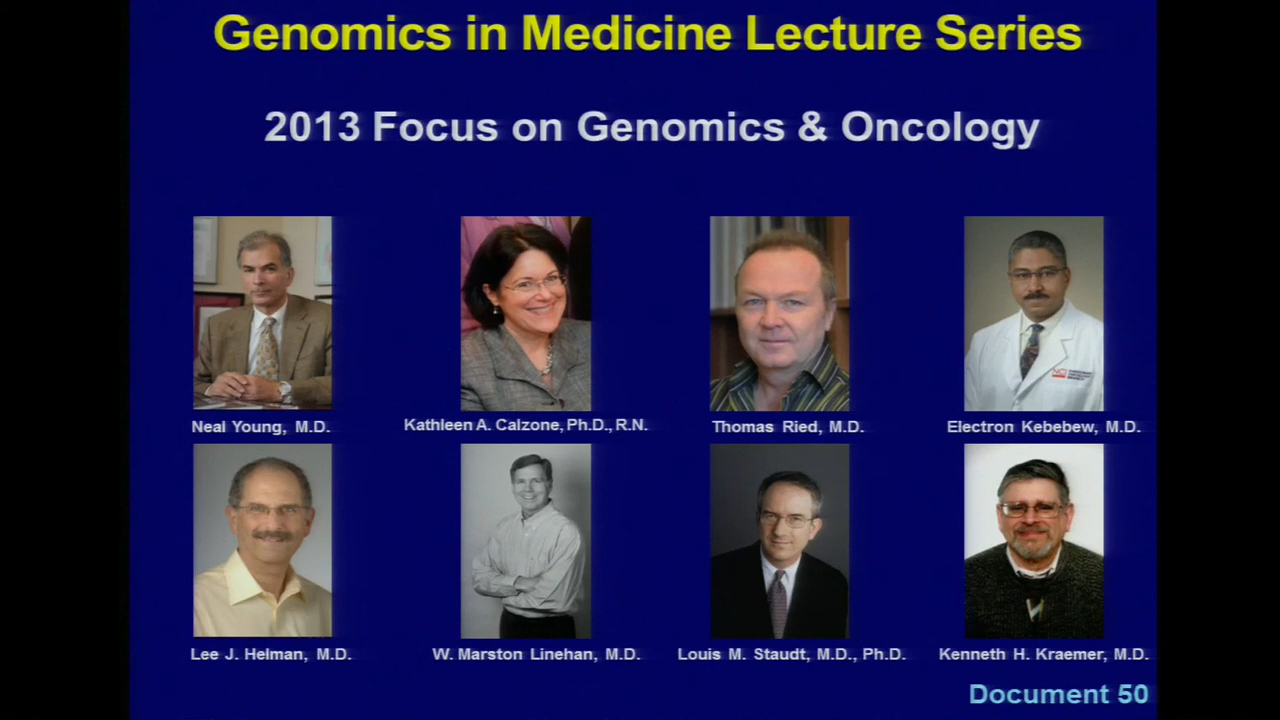 Genomics in Medicine Lecture Series
2013 Focus on Genomics & Oncology
Neal Young, M.D.
Kathleen A. Calzone, Ph.D., R.N.
Thomas Ried, M.D.
Electron Kebebew, M.D.
Lee J. Helman, M.D.
W. Marston Linehan, M.D.
Louis M. Staudt, M.D., Ph.D.
Kenneth H. Kraemer, M.D.
Document 50
NCI